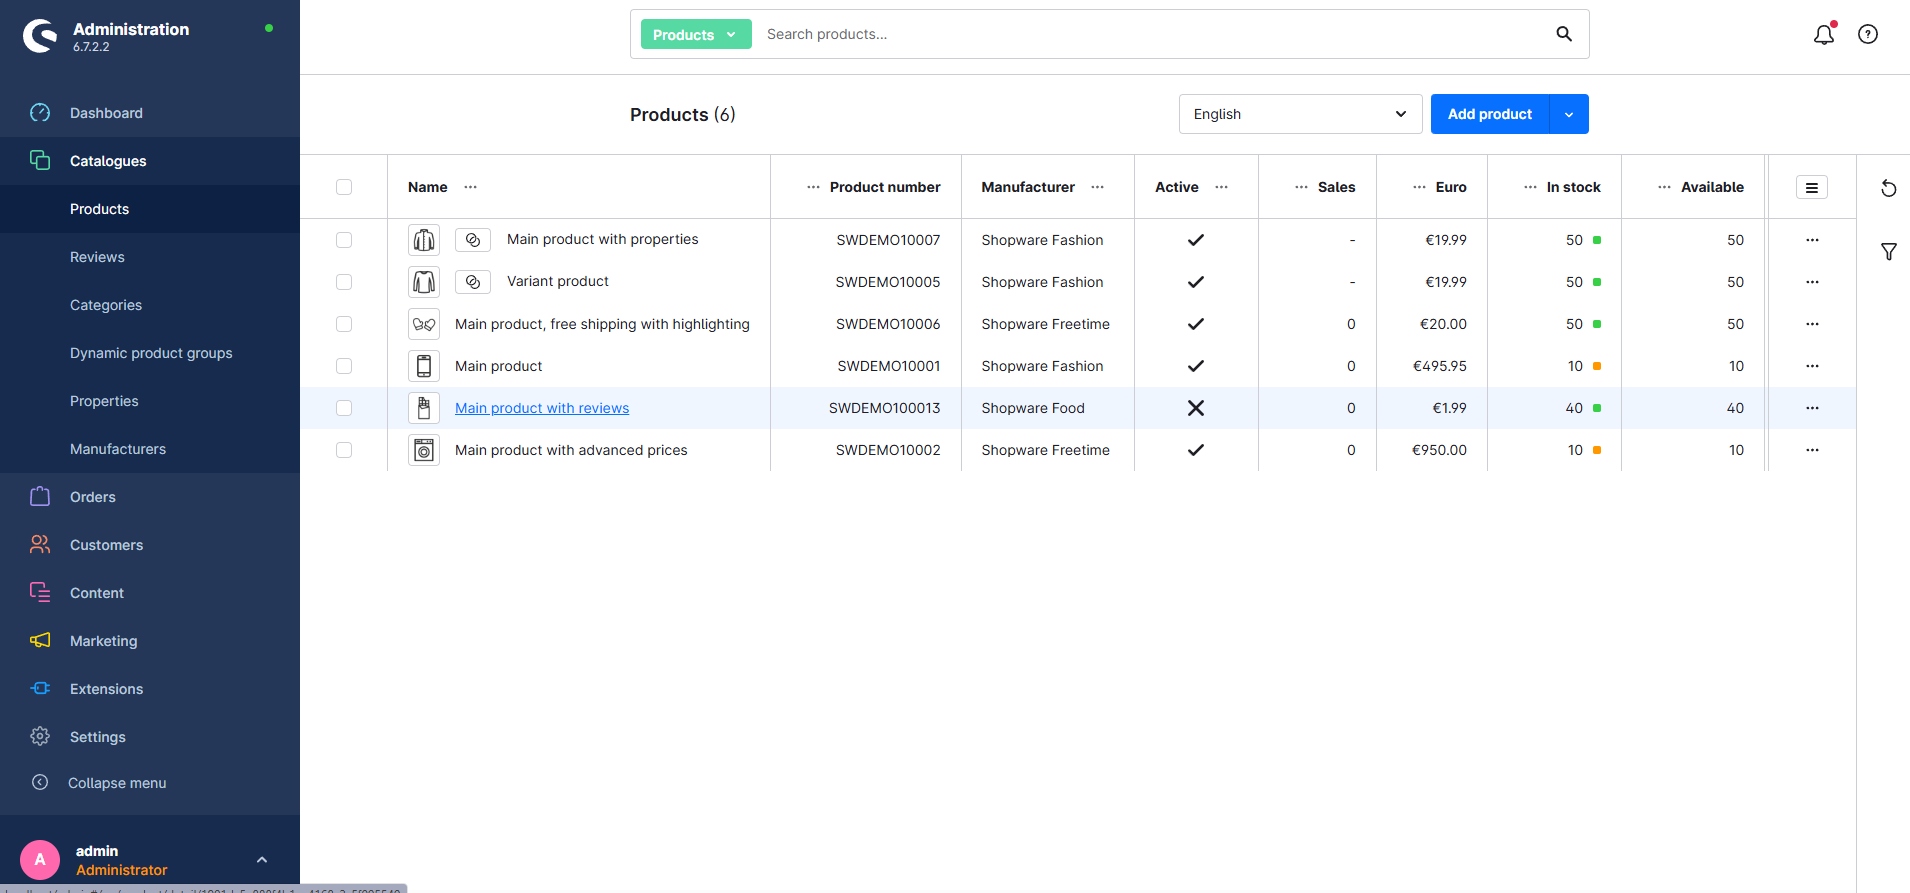 Administration
6.7.2.2
Products
Search products...
Dashboard
Catalogues
Products
Reviews
Categories
Dynamic product groups
Properties
Manufacturers
Orders
Customers
Content
Marketing
Extensions
Settings
Collapse menu
A
admin
Administrator
Products (6)
English
Add product
Name Product number Manufacturer Active Sales Euro In stock Available
Main product with properties SWDEMO10007 Shopware Fashion - €19.99 50 50
Variant product SWDEMO10005 Shopware Fashion - €19.99 50 50
Main product, free shipping with highlighting SWDEMO10006 Shopware Freetime 0 €20.00 50 50
Main product SWDEMO10001 Shopware Fashion 0 €495.95 10 10
Main product with reviews SWDEMO100013 Shopware Food 0 €1.99 40 40
Main product with advanced prices SWDEMO10002 Shopware Freetime 0 €950.00 10 10